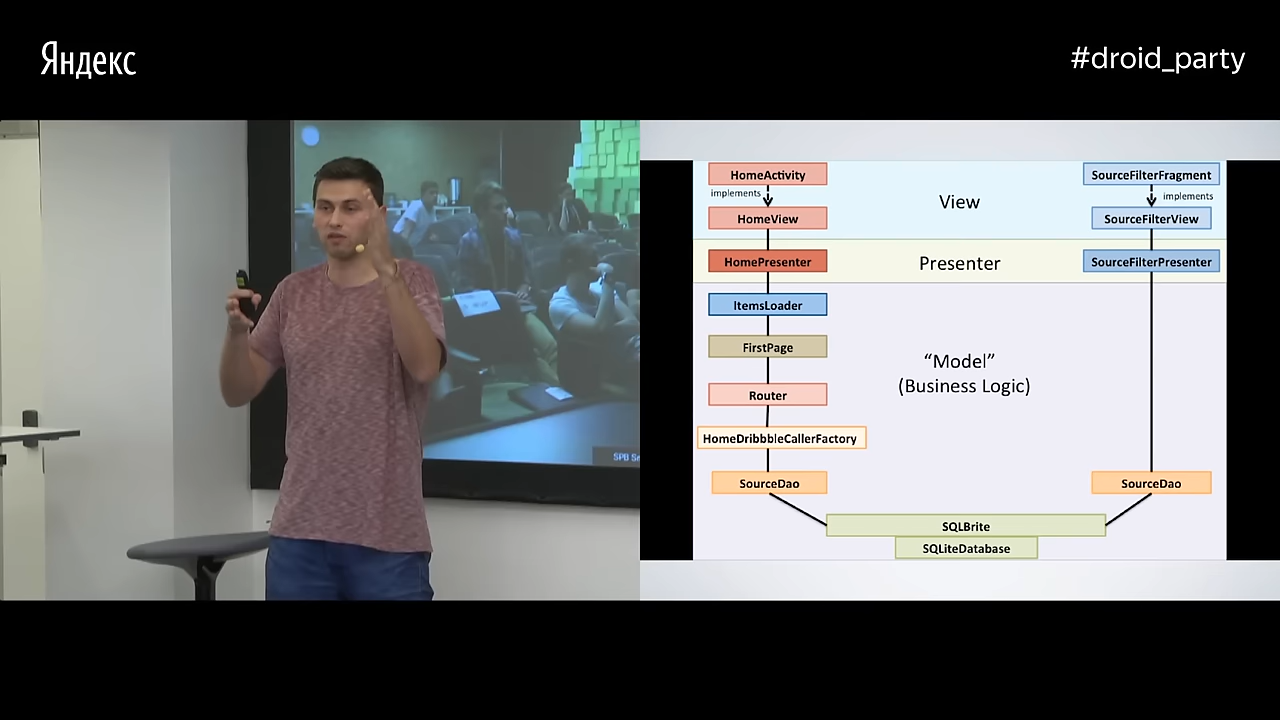 Яндекс
#droid_party
HomeActivity
SourceFilterFragment
implements
View
implements
HomeView
SourceFilterView
HomePresenter
Presenter
SourceFilterPresenter
ItemsLoader
FirstPage
“Model”
(Business Logic)
Router
HomeDribbbleCallerFactory
SourceDao
SourceDao
SQLBrite
SQLiteDatabase
SPB